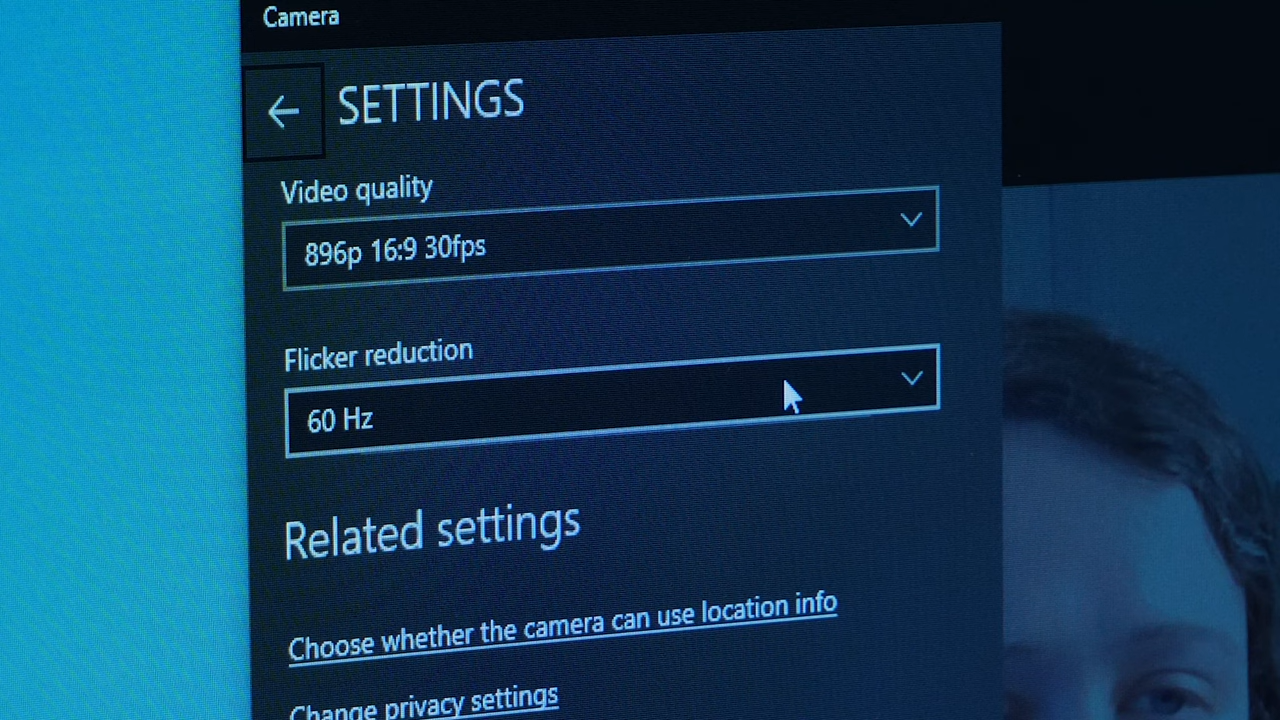 Camera
SETTINGS
Video quality
896p 16:9 30fps
Flicker reduction
60 Hz
Related settings
Choose whether the camera can use location info
Change privacy settings